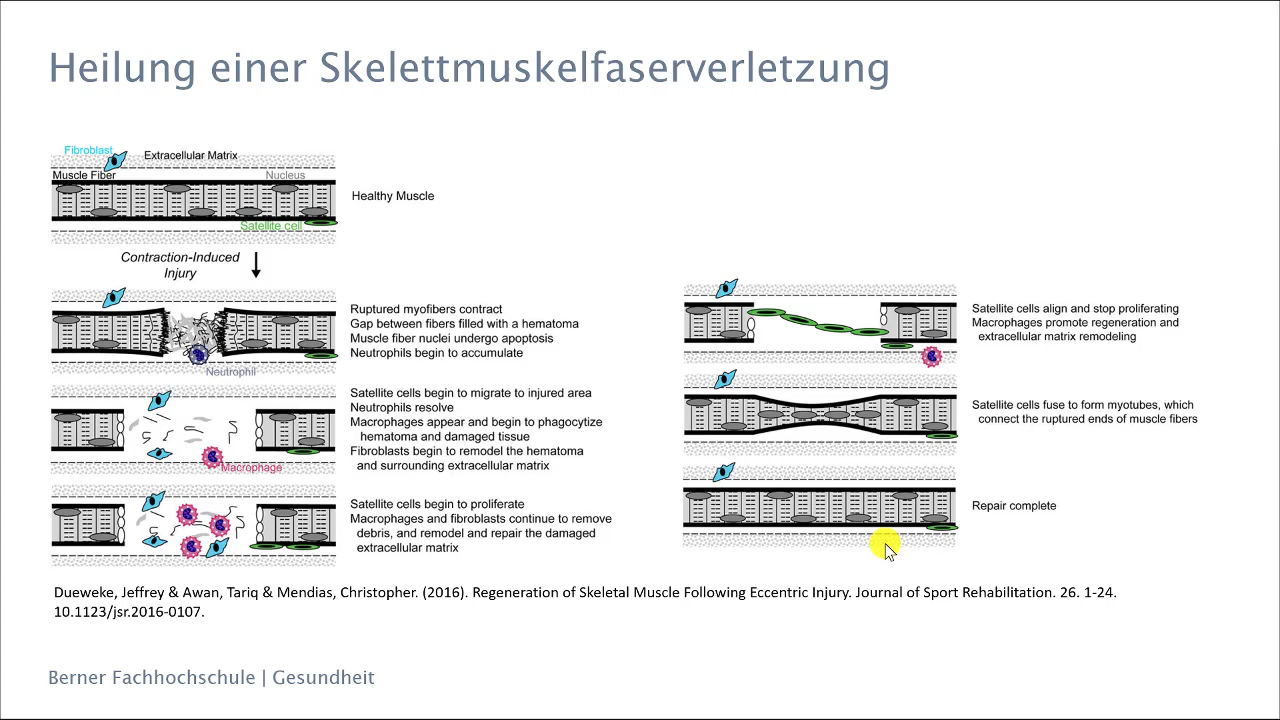 Heilung einer Skelettmuskelfaserverletzung
Fibroblast
Extracellular Matrix
Muscle Fiber
Nucleus
Healthy Muscle
Satellite cell
Contraction-Induced
Injury
Ruptured myofibers contract
Gap between fibers filled with a hematoma
Muscle fiber nuclei undergo apoptosis
Neutrophils begin to accumulate
Neutrophil
Satellite cells begin to migrate to injured area
Neutrophils resolve
Macrophages appear and begin to phagocytize
hematoma and damaged tissue
Fibroblasts begin to remodel the hematoma
and surrounding extracellular matrix
Macrophage
Satellite cells begin to proliferate
Macrophages and fibroblasts continue to remove
debris, and remodel and repair the damaged
extracellular matrix
Satellite cells align and stop proliferating
Macrophages promote regeneration and
extracellular matrix remodeling
Satellite cells fuse to form myotubes, which
connect the ruptured ends of muscle fibers
Repair complete
Dueweke, Jeffrey & Awan, Tariq & Mendias, Christopher. (2016). Regeneration of Skeletal Muscle Following Eccentric Injury. Journal of Sport Rehabilitation. 26. 1-24.
10.1123/jsr.2016-0107.
Berner Fachhochschule | Gesundheit